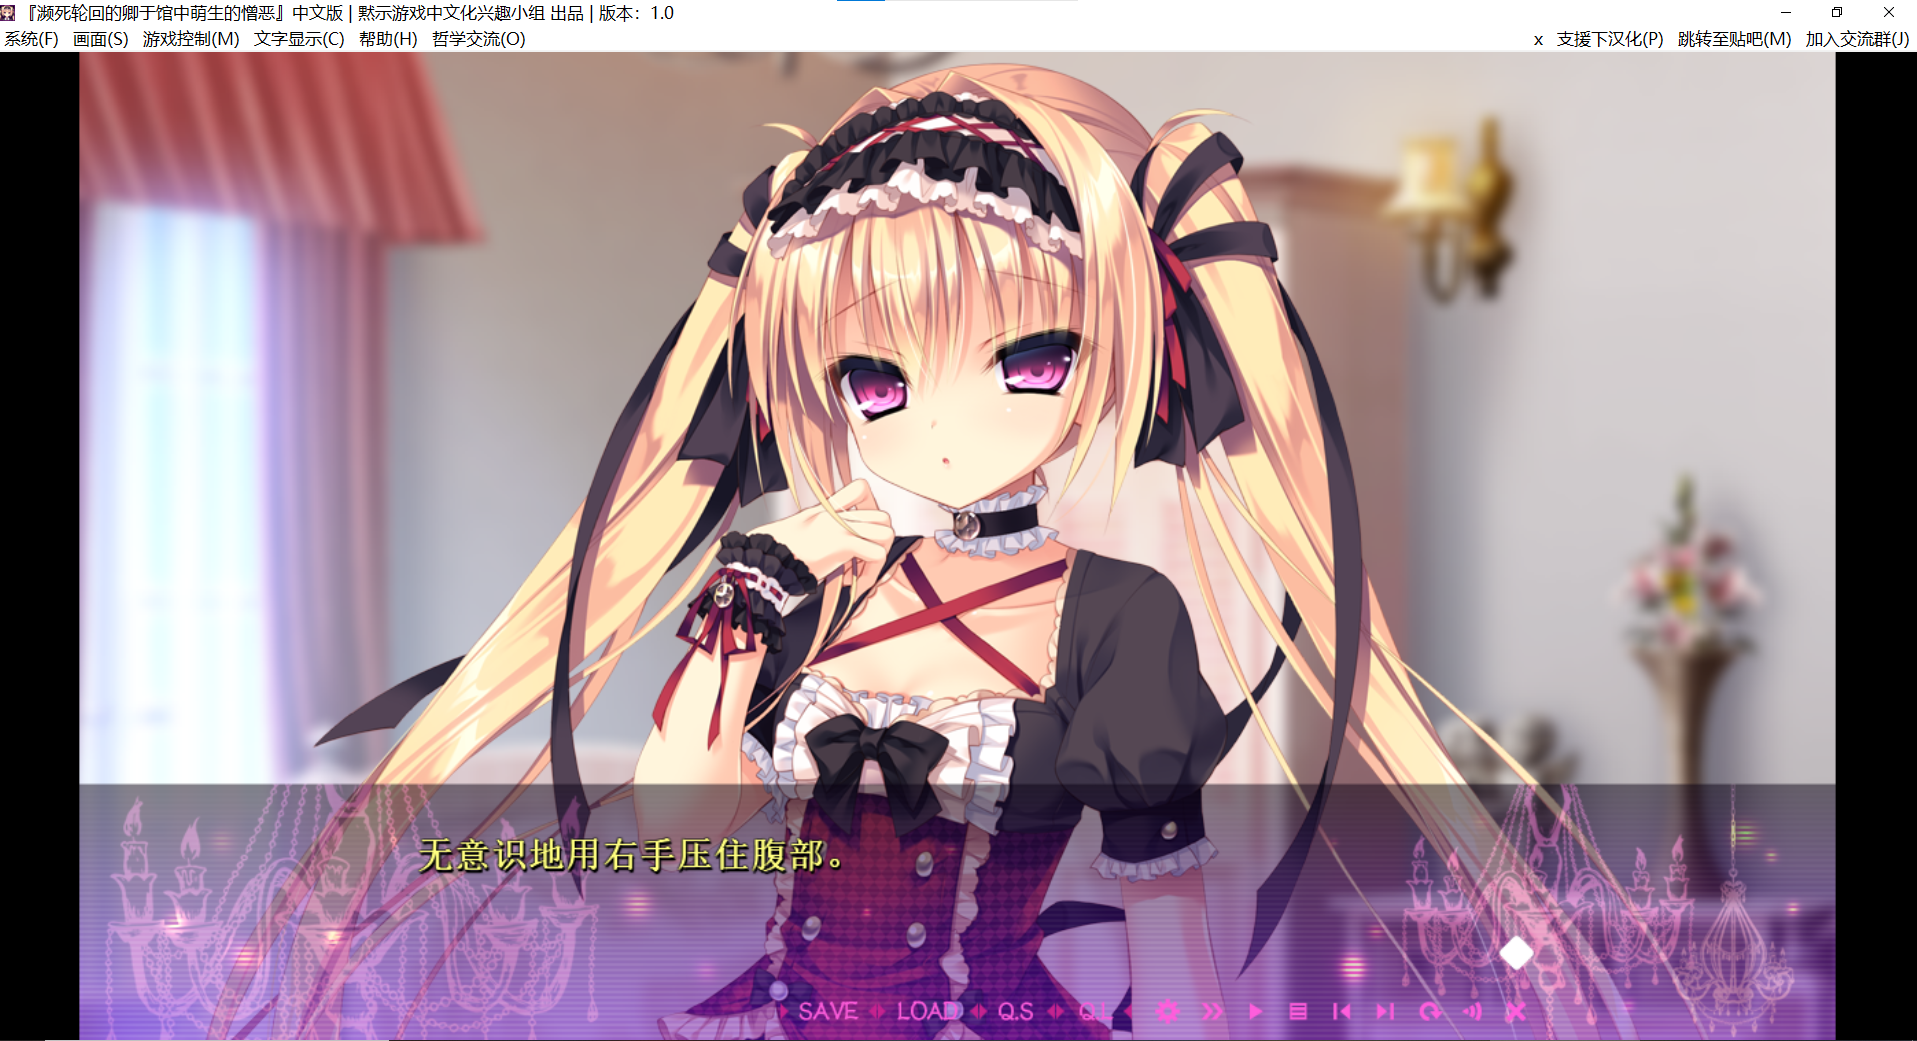 『濒死轮回的卿于馆中萌生的憎恶』中文版 | 黙示游戏中文化兴趣小组 出品 | 版本：1.0
系统(F) 画面(S) 游戏控制(M) 文字显示(C) 帮助(H) 哲学交流(O) x 支援下汉化(P) 跳转至贴吧(M) 加入交流群(J)
无意识地用右手压住腹部。
SAVE LOAD Q.S Q.L